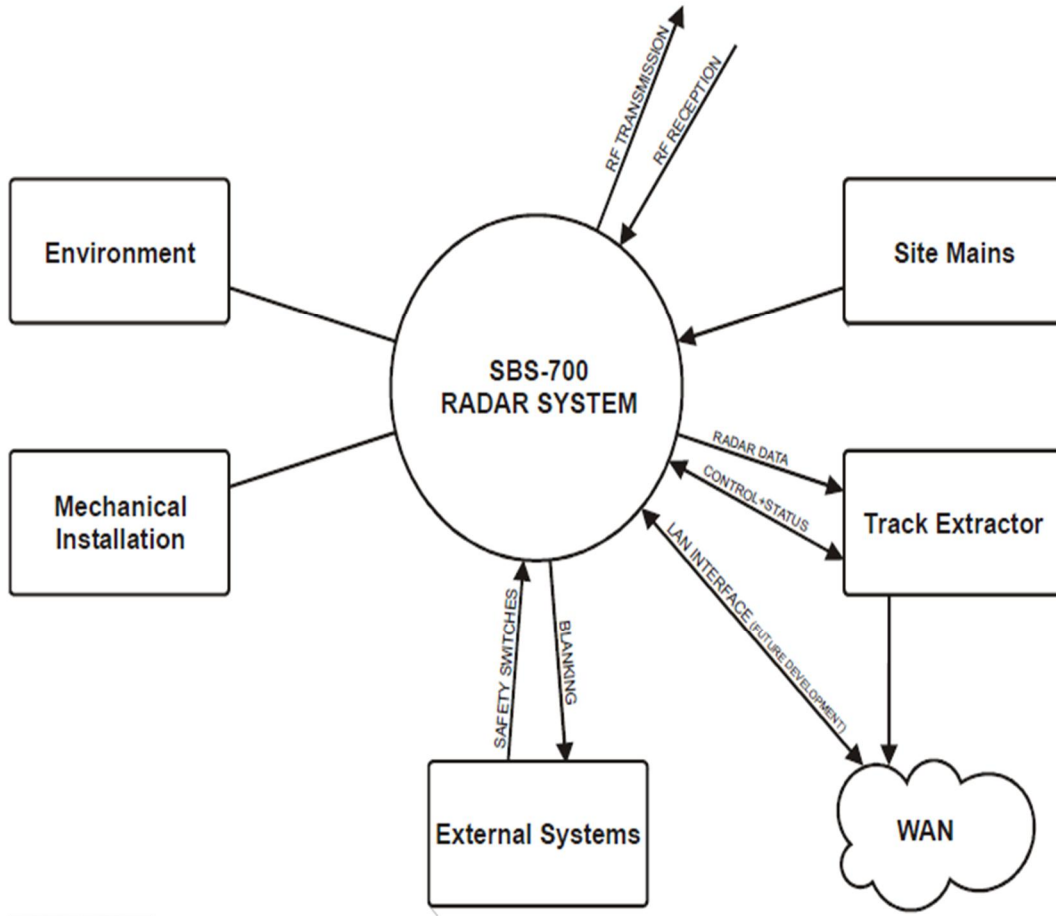 RF TRANSMISSION
RF RECEPTION
Environment
Site Mains
SBS-700
RADAR SYSTEM
RADAR DATA
CONTROL+STATUS
Mechanical
Installation
Track Extractor
LAN INTERFACE (FUTURE DEVELOPMENT)
SAFETY SWITCHES
BLANKING
External Systems
WAN